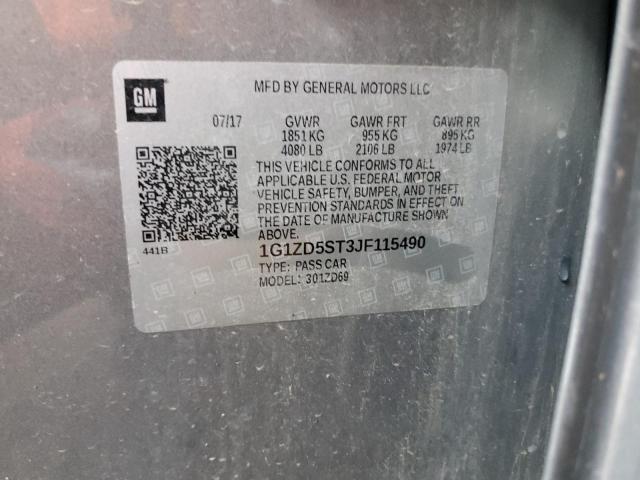 GM
MFD BY GENERAL MOTORS LLC
07/17 GVWR GAWR FRT GAWR RR
1851 KG 955 KG 895 KG
4080 LB 2106 LB 1974 LB
THIS VEHICLE CONFORMS TO ALL
APPLICABLE U.S. FEDERAL MOTOR
VEHICLE SAFETY, BUMPER, AND THEFT
PREVENTION STANDARDS IN EFFECT ON
THE DATE OF MANUFACTURE SHOWN
ABOVE.
441B
1G1ZD5ST3JF115490
TYPE: PASS CAR
MODEL: 301ZD69